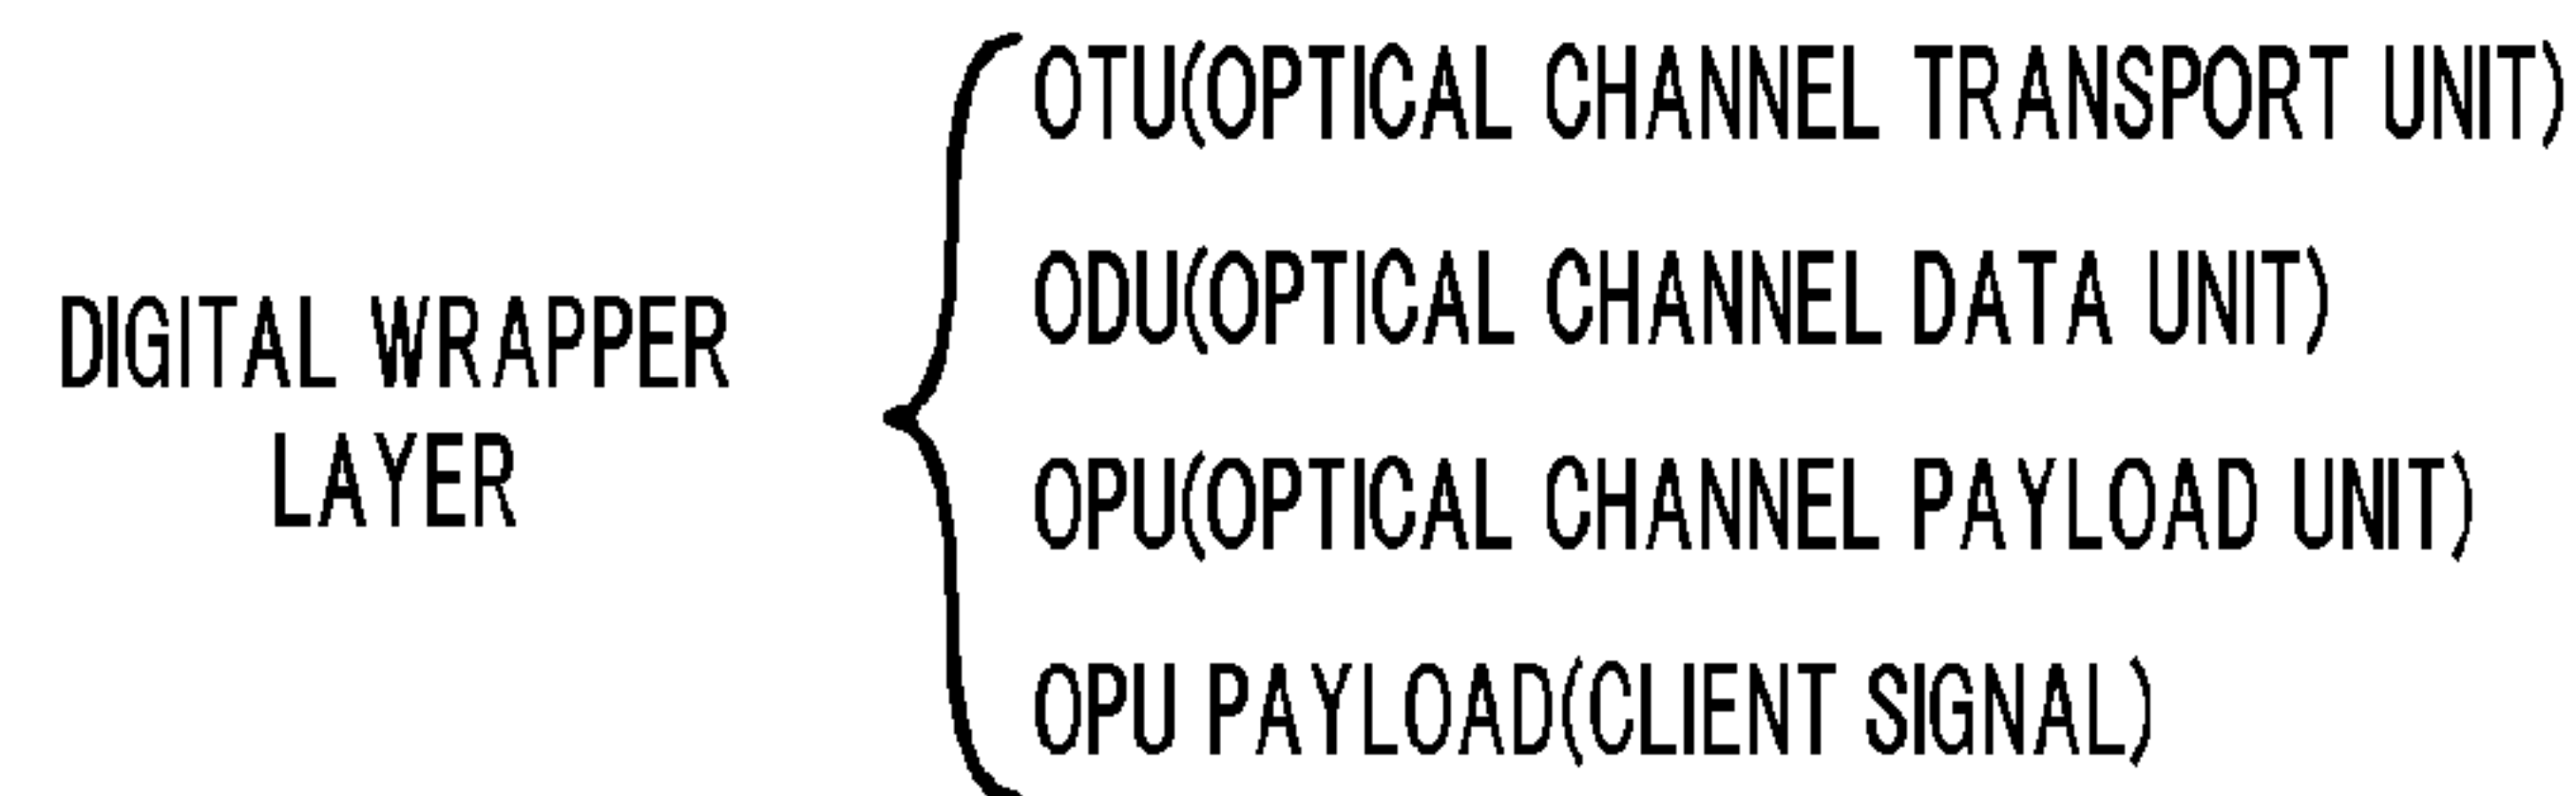 DIGITAL WRAPPER
LAYER
OTU(OPTICAL CHANNEL TRANSPORT UNIT)
ODU(OPTICAL CHANNEL DATA UNIT)
OPU(OPTICAL CHANNEL PAYLOAD UNIT)
OPU PAYLOAD(CLIENT SIGNAL)